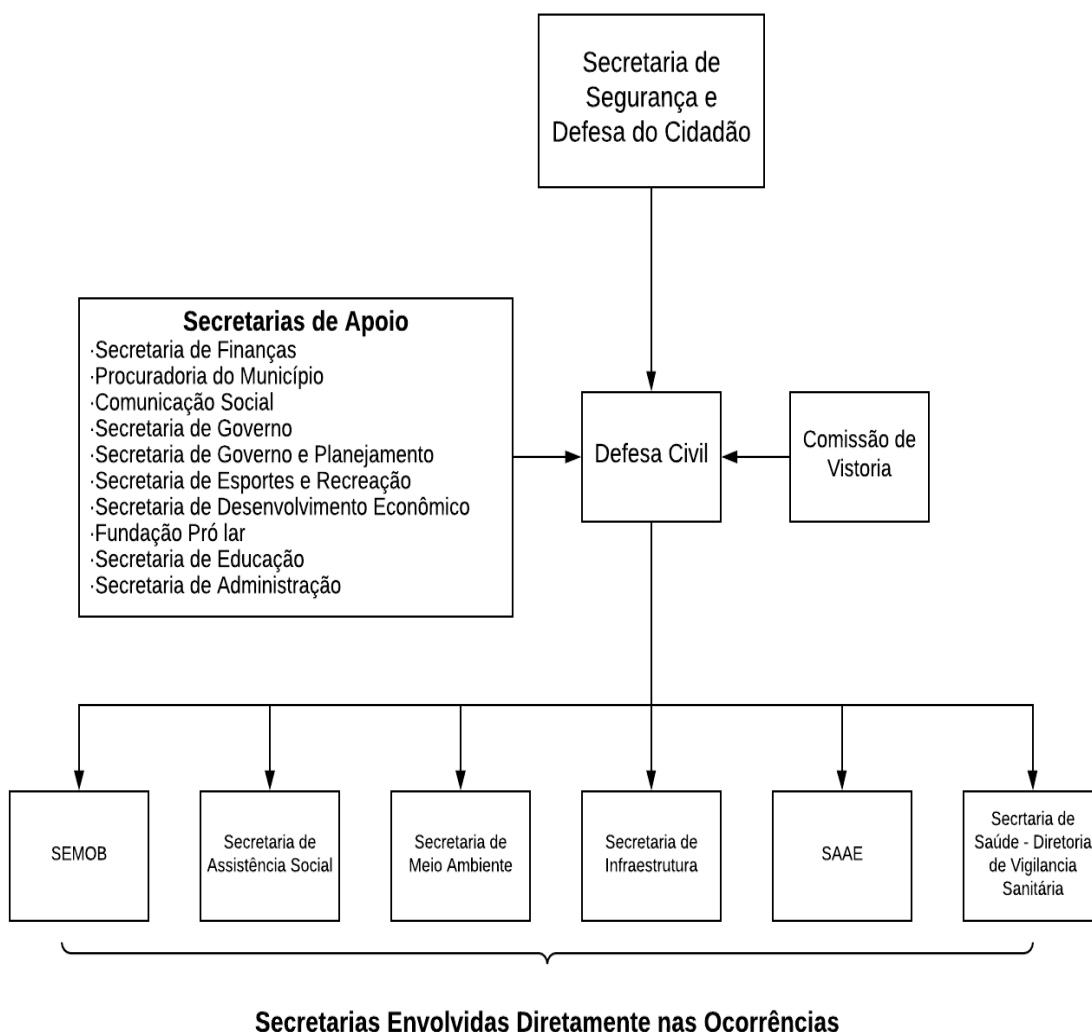 Secretaria de
Segurança e
Defesa do Cidadão
Secretarias de Apoio
·Secretaria de Finanças
·Procuradoria do Município
·Comunicação Social
·Secretaria de Governo
·Secretaria de Governo e Planejamento
·Secretaria de Esportes e Recreação
·Secretaria de Desenvolvimento Econômico
·Fundação Pró lar
·Secretaria de Educação
·Secretaria de Administração
Defesa Civil
Comissão de
Vistoria
SEMOB
Secretaria de
Assistência Social
Secretaria de
Meio Ambiente
Secretaria de
Infraestrutura
SAAE
Secrtaria de
Saúde - Diretoria
de Vigilancia
Sanitária
Secretarias Envolvidas Diretamente nas Ocorrências